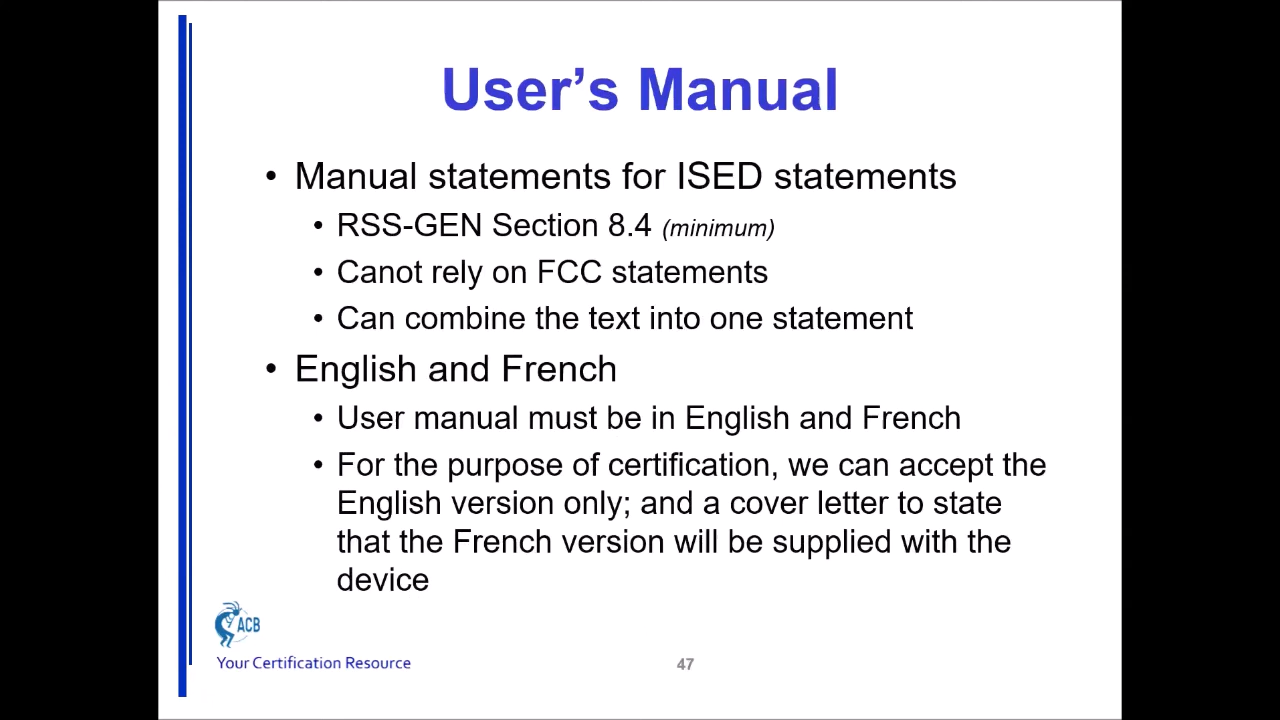 User’s Manual
• Manual statements for ISED statements
• RSS-GEN Section 8.4 (minimum)
• Canot rely on FCC statements
• Can combine the text into one statement
• English and French
• User manual must be in English and French
• For the purpose of certification, we can accept the
English version only; and a cover letter to state
that the French version will be supplied with the
device
ACB
Your Certification Resource
47